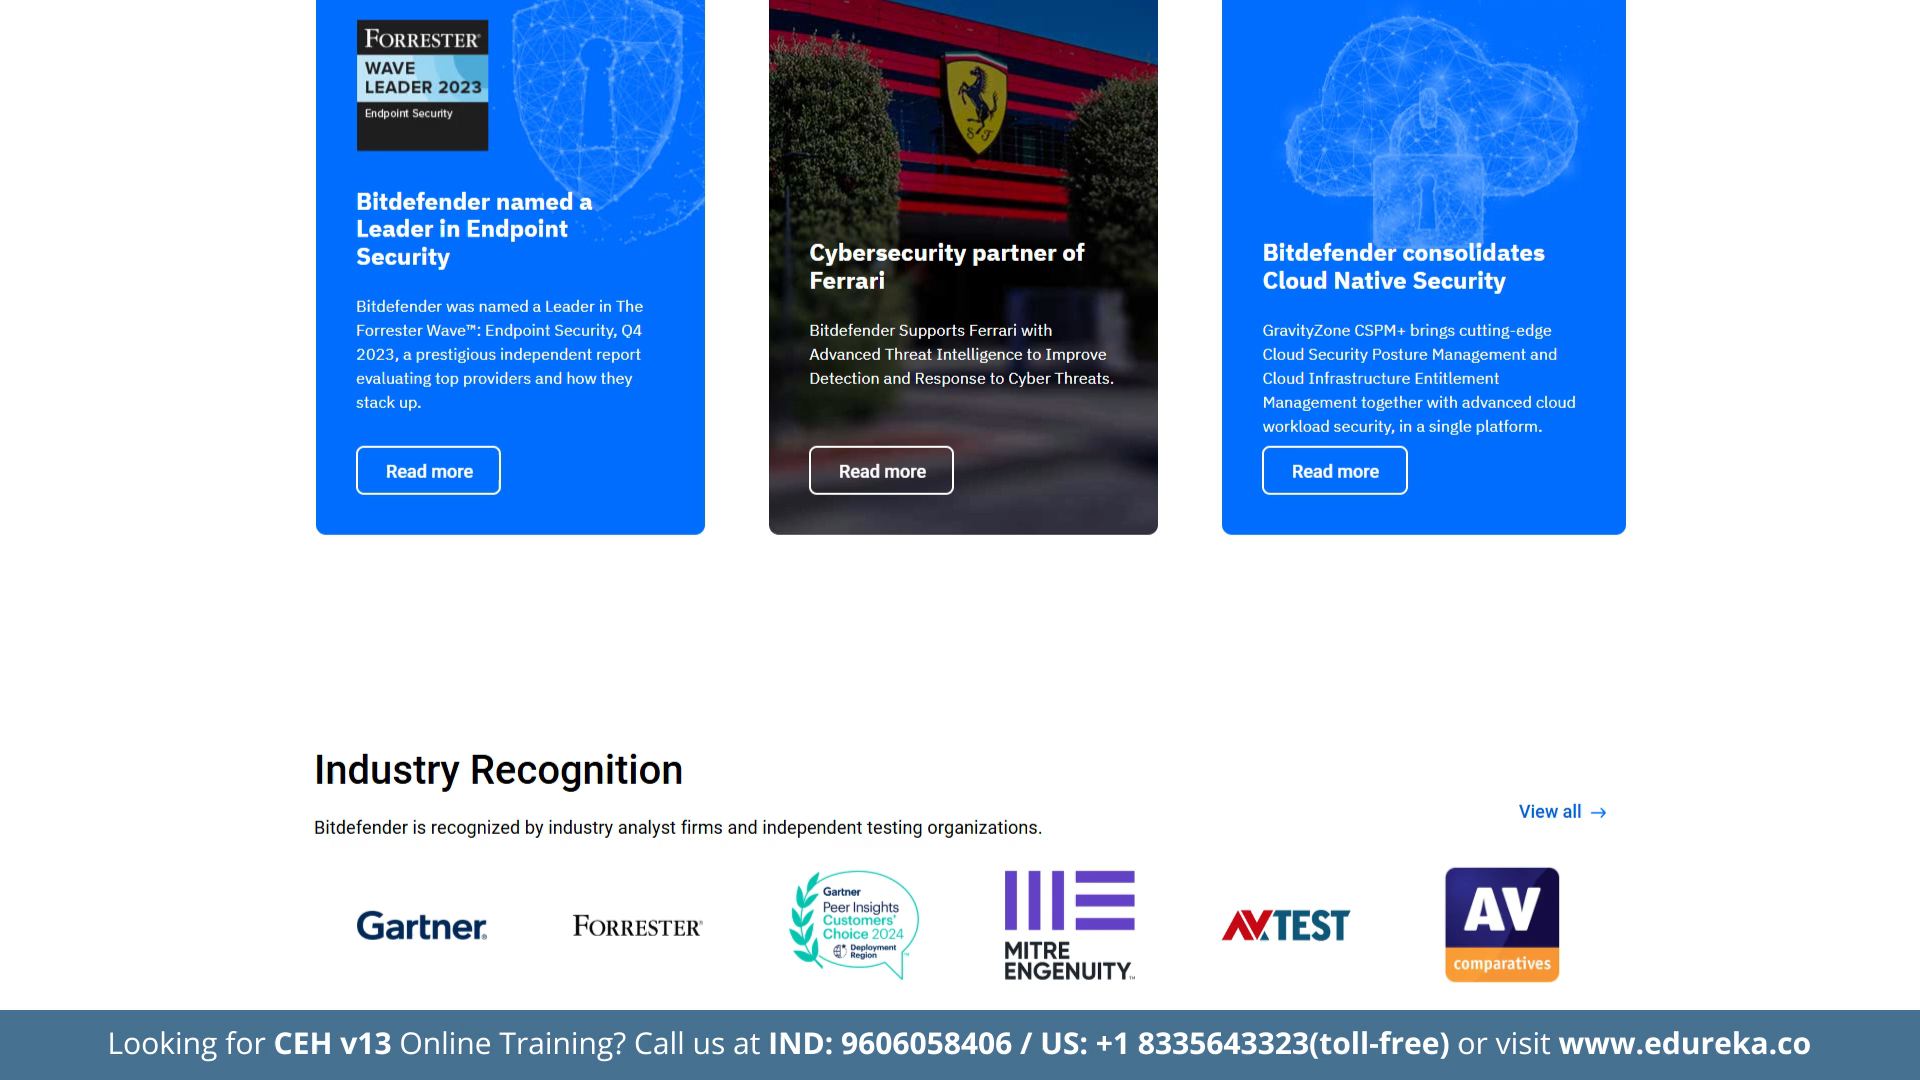 FORRESTER®
WAVE
LEADER 2023
Endpoint Security
Bitdefender named a
Leader in Endpoint
Security
Bitdefender was named a Leader in The
Forrester Wave™: Endpoint Security, Q4
2023, a prestigious independent report
evaluating top providers and how they
stack up.
Read more
S F
Cybersecurity partner of
Ferrari
Bitdefender Supports Ferrari with
Advanced Threat Intelligence to Improve
Detection and Response to Cyber Threats.
Read more
Bitdefender consolidates
Cloud Native Security
GravityZone CSPM+ brings cutting-edge
Cloud Security Posture Management and
Cloud Infrastructure Entitlement
Management together with advanced cloud
workload security, in a single platform.
Read more
Industry Recognition
View all →
Bitdefender is recognized by industry analyst firms and independent testing organizations.
Gartner®
FORRESTER®
Gartner
Peer Insights
Customers'
Choice 2024
Deployment
Region
MITRE
ENGENUITY™
AVTEST
AV
comparatives
Looking for CEH v13 Online Training? Call us at IND: 9606058406 / US: +1 8335643323(toll-free) or visit www.edureka.co